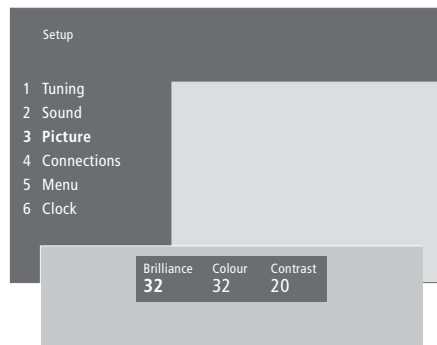 Setup
1 Tuning
2 Sound
3 Picture
4 Connections
5 Menu
6 Clock
Brilliance Colour Contrast
32 32 20